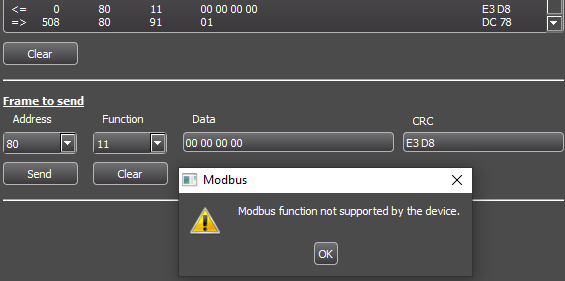 <= 0 80 11 00 00 00 00 E3 D8
=> 508 80 91 01 DC 78
Clear
Frame to send
Address Function Data CRC
80 11 00 00 00 00 E3 D8
Send Clear
Modbus
Modbus function not supported by the device.
OK